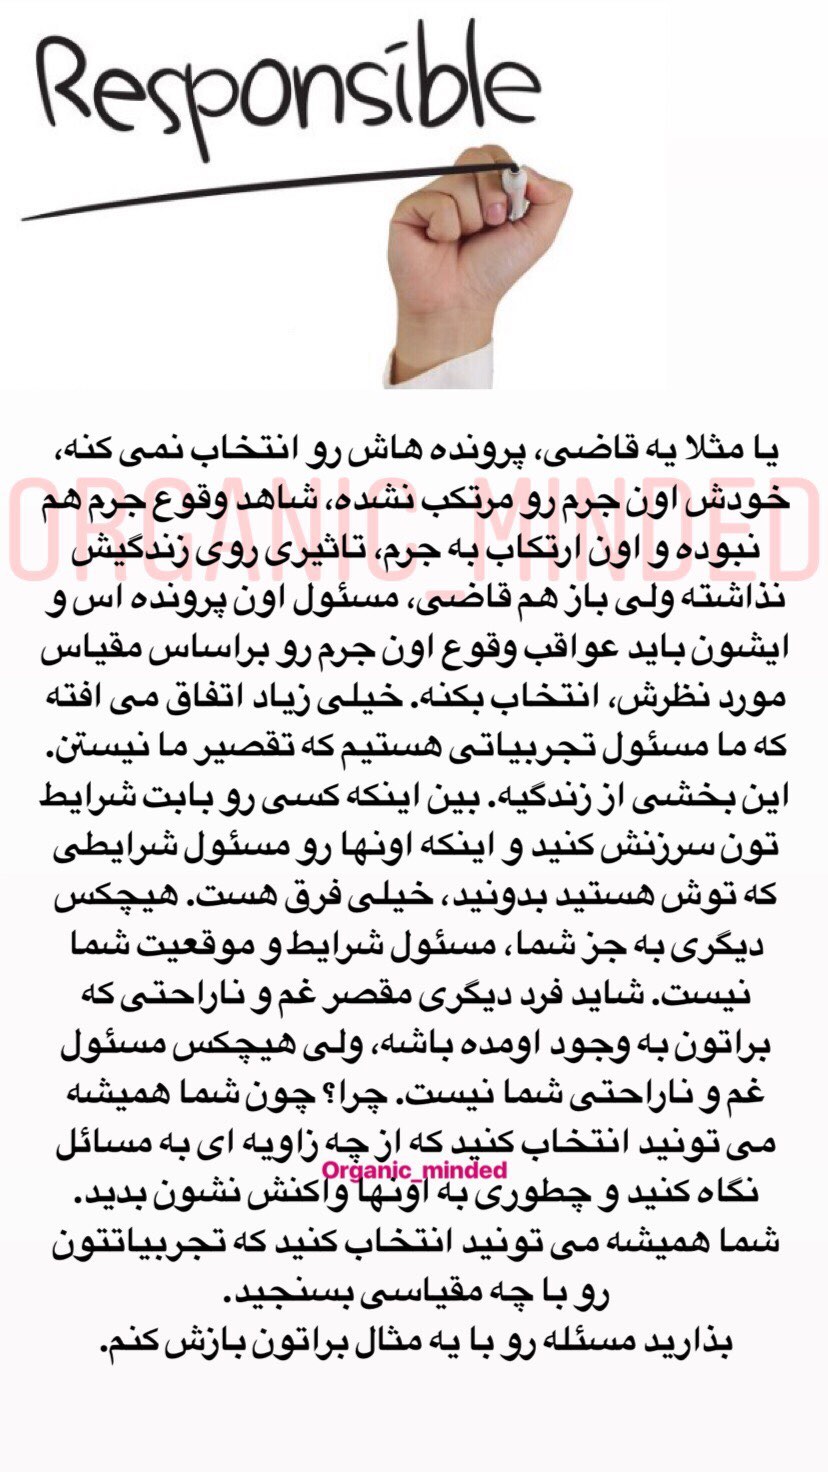 Responsible
یا مثلا یه قاضی، پرونده هاش رو انتخاب نمی کنه،
خودش اون جرم رو مرتکب نشده، شاهد وقوع جرم هم
نبوده و اون ارتکاب به جرم، تاثیری روی زندگیش
نذاشته ولی باز هم قاضی، مسئول اون پرونده اس و
ایشون باید عواقب وقوع اون جرم رو براساس مقیاس
مورد نظرش، انتخاب بکنه. خیلی زیاد اتفاق می افته
که ما مسئول تجربیاتی هستیم که تقصیر ما نیستن.
این بخشی از زندگیه. بین اینکه کسی رو بابت شرایط
تون سرزنش کنید و اینکه اونها رو مسئول شرایطی
که توش هستید بدونید، خیلی فرق هست. هیچکس
دیگری به جز شما، مسئول شرایط و موقعیت شما
نیست. شاید فرد دیگری مقصر غم و ناراحتی که
براتون به وجود اومده باشه، ولی هیچکس مسئول
غم و ناراحتی شما نیست. چرا؟ چون شما همیشه
می تونید انتخاب کنید که از چه زاویه ای به مسائل
نگاه کنید و چطوری به اونها واکنش نشون بدید.
شما همیشه می تونید انتخاب کنید که تجربیاتتون
رو با چه مقیاسی بسنجید.
بذارید مسئله رو با یه مثال براتون بازش کنم.
ORGANIC_MINDED
Organic_minded